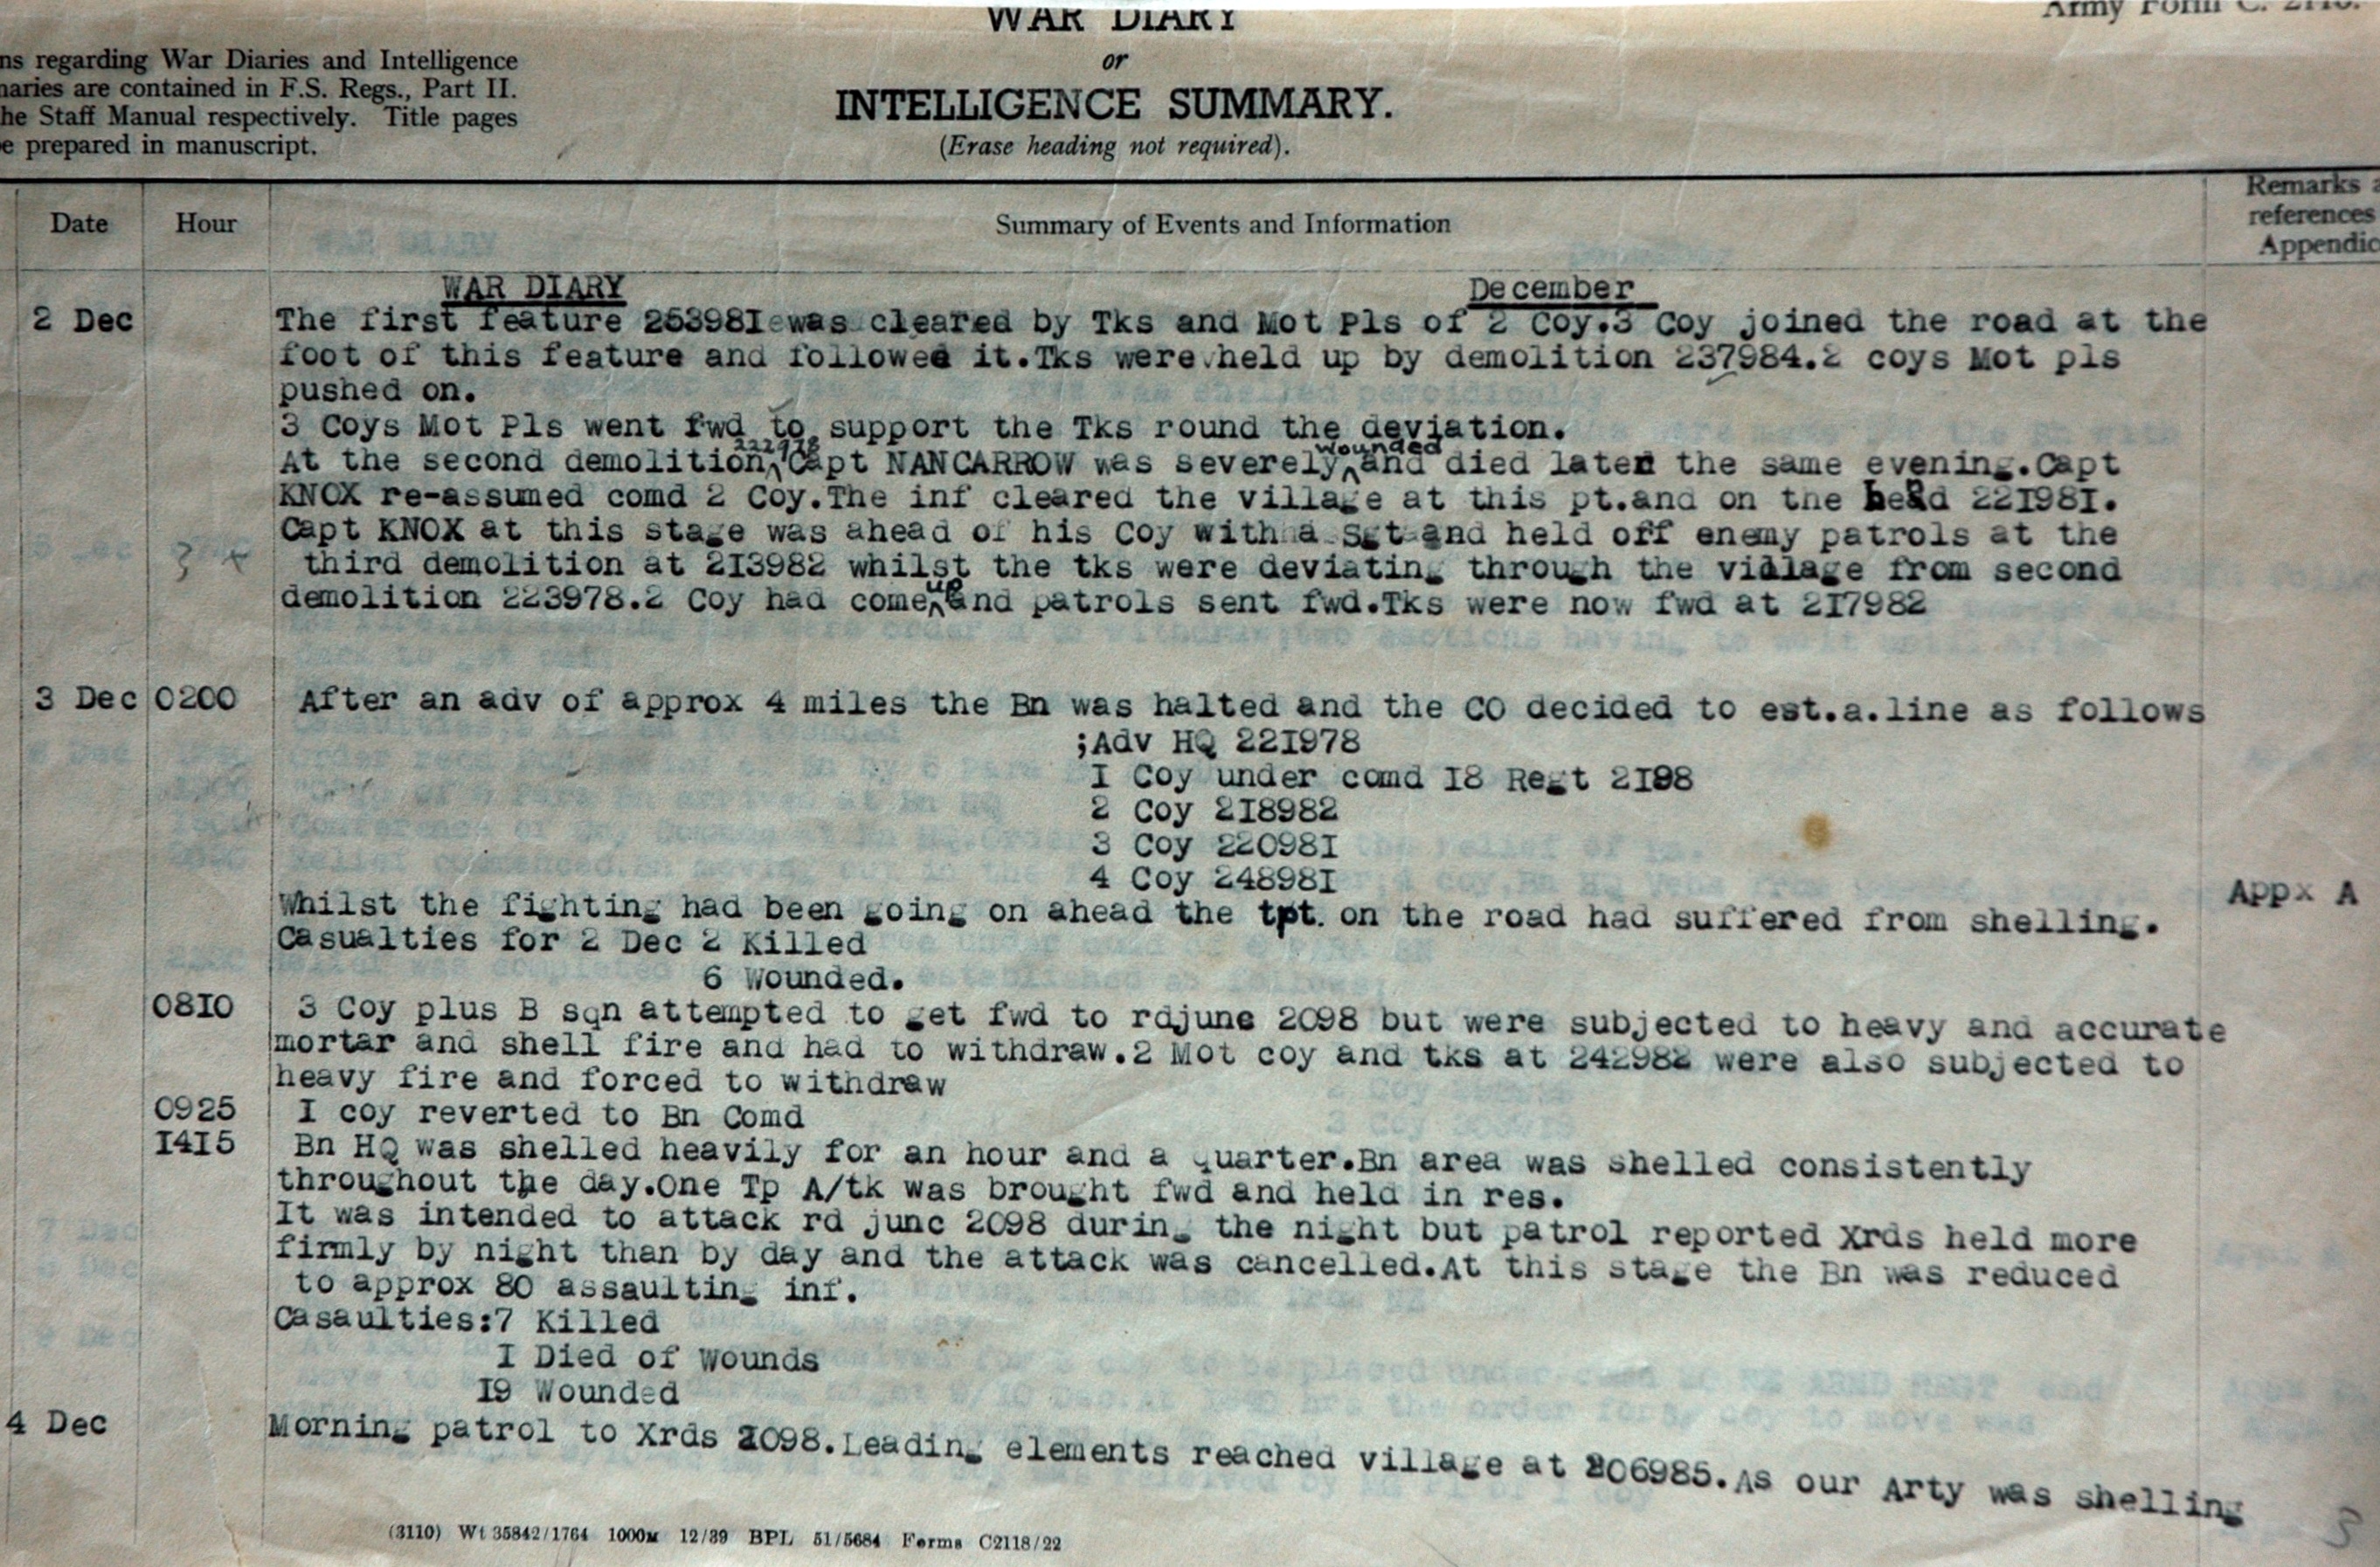 WAR DIARY
Army Form C. 2118.
or
INTELLIGENCE SUMMARY.
(Erase heading not required).
ns regarding War Diaries and Intelligence
naries are contained in F.S. Regs., Part II.
he Staff Manual respectively. Title pages
e prepared in manuscript.
Date
Hour
Summary of Events and Information
Remarks a
references
Appendic
WAR DIARY December
2 Dec The first feature 253981 was cleared by Tks and Mot Pls of 2 Coy.3 Coy joined the road at the
foot of this feature and followed it.Tks were held up by demolition 237984.2 coys Mot pls
pushed on.
3 Coys Mot Pls went fwd to support the Tks round the deviation.
222978 wounded
At the second demolition,Capt NANCARROW was severely and died later the same evening.Capt
KNOX re-assumed comd 2 Coy.The inf cleared the village at this pt.and on the 22I98I.
Capt KNOX at this stage was ahead of his Coy with a Sgt and held off enemy patrols at the
third demolition at 2I3982 whilst the tks were deviating through the village from second
up
demolition 223978.2 Coy had come and patrols sent fwd.Tks were now fwd at 2I7982
3 Dec 0200 After an adv of approx 4 miles the Bn was halted and the CO decided to est.a.line as follows
;Adv HQ 22I978
I Coy under comd I8 Regt 2I98
2 Coy 2I8982
3 Coy 22098I
4 Coy 24898I
Appx A
Whilst the fighting had been going on ahead the tpt. on the road had suffered from shelling.
Casualties for 2 Dec 2 Killed
6 Wounded.
08I0 3 Coy plus B sqn attempted to get fwd to rdjunc 2098 but were subjected to heavy and accurate
mortar and shell fire and had to withdraw.2 Mot coy and tks at 242982 were also subjected to
heavy fire and forced to withdraw
0925 I coy reverted to Bn Comd
I4I5 Bn HQ was shelled heavily for an hour and a quarter.Bn area was shelled consistently
throughout the day.One Tp A/tk was brought fwd and held in res.
It was intended to attack rd junc 2098 during the night but patrol reported Xrds held more
firmly by night than by day and the attack was cancelled.At this stage the Bn was reduced
to approx 80 assaulting inf.
Casaulties:7 Killed
I Died of Wounds
I9 Wounded
4 Dec Morning patrol to Xrds 2098.Leading elements reached village at 206985.As our Arty was shelling
(3110) Wt 35842/1764 1000M 12/39 BPL 51/5684 Forms C2118/22
3